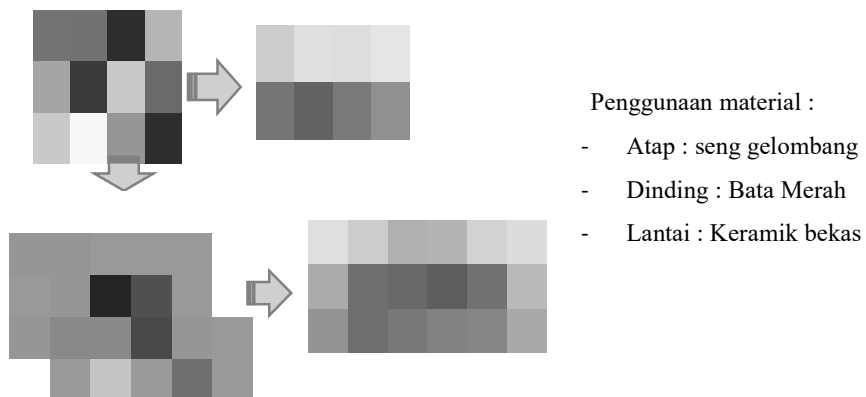 Penggunaan material :
- Atap : seng gelombang
- Dinding : Bata Merah
- Lantai : Keramik bekas